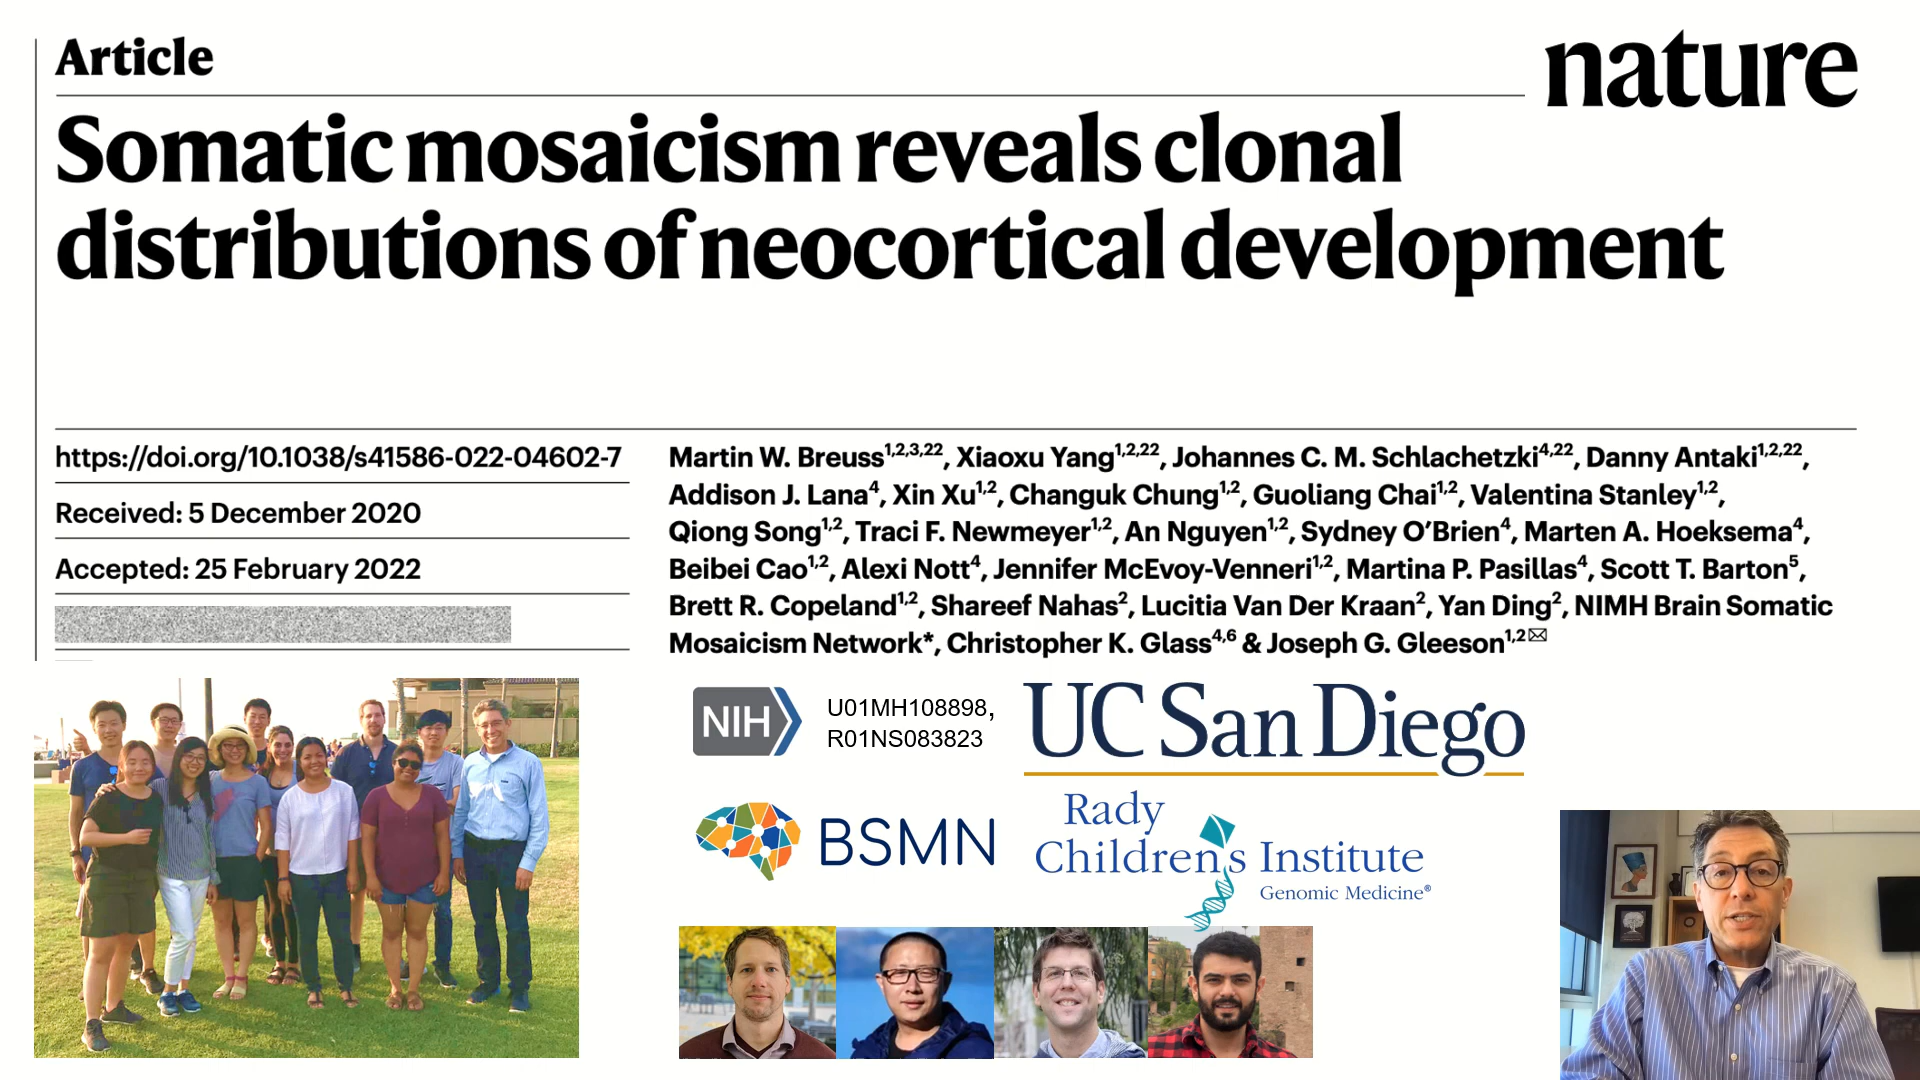 Article
nature
Somatic mosaicism reveals clonal
distributions of neocortical development
https://doi.org/10.1038/s41586-022-04602-7
Received: 5 December 2020
Accepted: 25 February 2022
Martin W. Breuss1,2,3,22, Xiaoxu Yang1,2,22, Johannes C. M. Schlachetzki4,22, Danny Antaki1,2,22,
Addison J. Lana4, Xin Xu1,2, Changuk Chung1,2, Guoliang Chai1,2, Valentina Stanley1,2,
Qiong Song1,2, Traci F. Newmeyer1,2, An Nguyen1,2, Sydney O’Brien4, Marten A. Hoeksema4,
Beibei Cao1,2, Alexi Nott4, Jennifer McEvoy-Venneri1,2, Martina P. Pasillas4, Scott T. Barton5,
Brett R. Copeland1,2, Shareef Nahas2, Lucitia Van Der Kraan2, Yan Ding2, NIMH Brain Somatic
Mosaicism Network*, Christopher K. Glass4,6 & Joseph G. Gleeson1,2✉
NIH
U01MH108898,
R01NS083823
UC San Diego
BSMN
Rady
Children's Institute
Genomic Medicine®